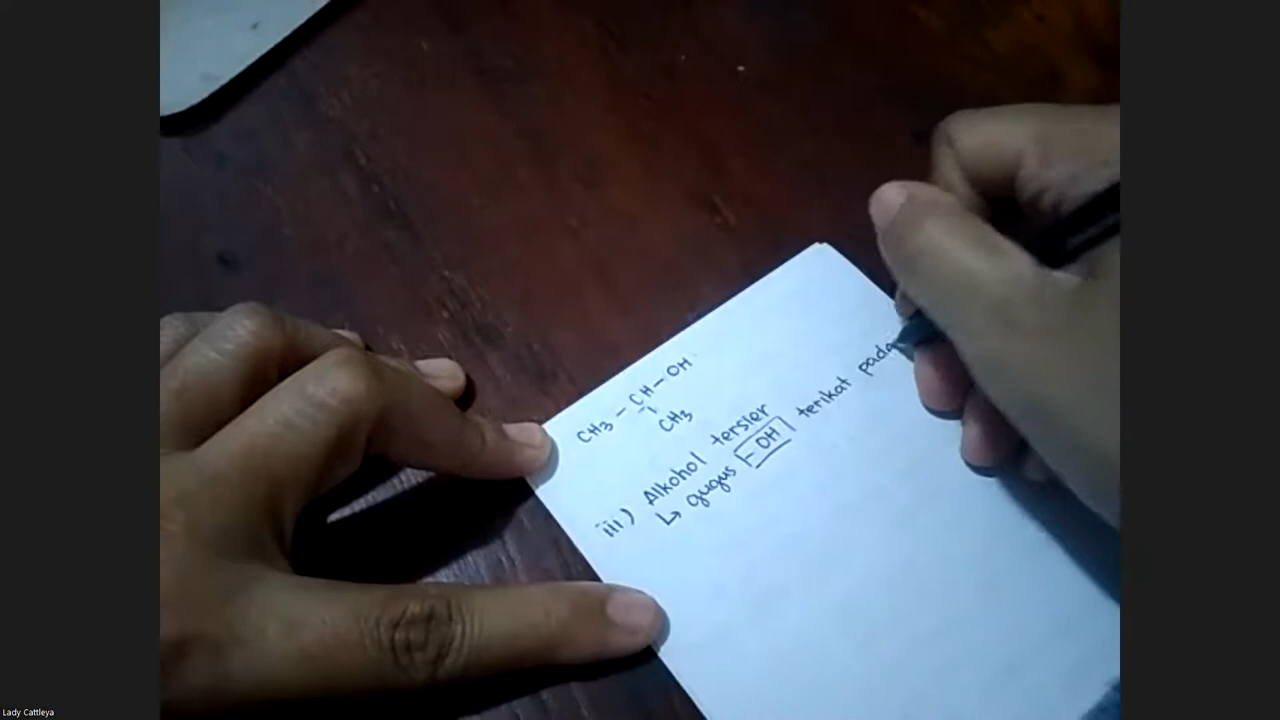 CH3 – CH – OH
CH3
iii) Alkohol tersier
↳ gugus – OH terikat pada
Lady Cattleya